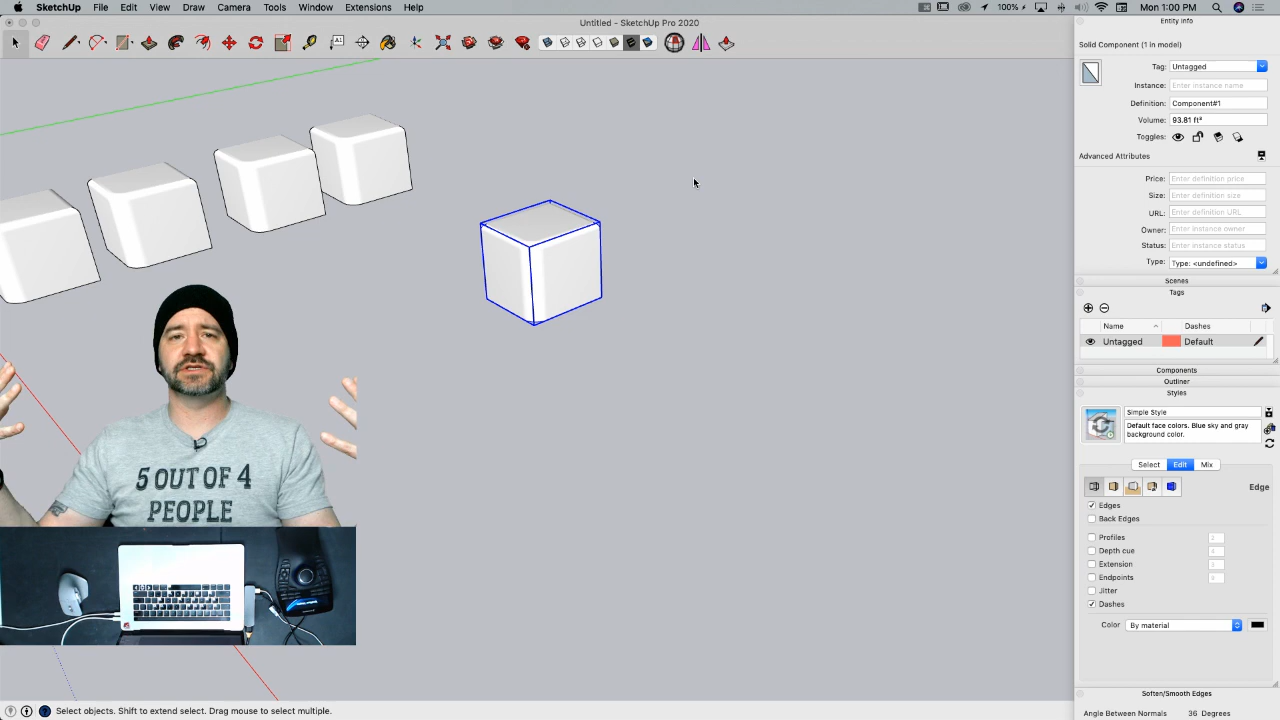 SketchUp File Edit View Draw Camera Tools Window Extensions Help 100% Mon 1:00 PM
Untitled - SketchUp Pro 2020
Entity Info
Solid Component (1 in model)
Tag: Untagged
Instance: Enter instance name
Definition: Component#1
Volume: 93.81 ft³
Toggles:
Advanced Attributes
Price: Enter definition price
Size: Enter definition size
URL: Enter definition URL
Owner: Enter instance owner
Status: Enter instance status
Type: Type: <undefined>
Scenes
Tags
Name Dashes
Untagged Default
Components
Outliner
Styles
Simple Style
Default face colors. Blue sky and gray
background color.
Select Edit Mix
Edge
Edges
Back Edges
Profiles 2
Depth cue 4
Extension 3
Endpoints
Jitter
Dashes
Color By material
Soften/Smooth Edges
Angle Between Normals 36 Degrees
5 OUT OF 4
PEOPLE
Select objects. Shift to extend select. Drag mouse to select multiple.